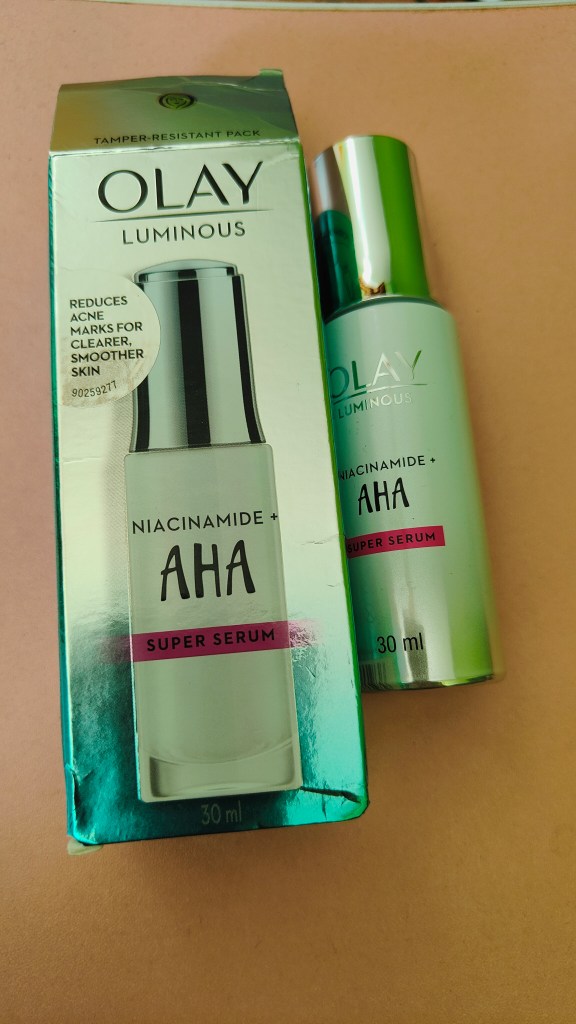 TAMPER-RESISTANT PACK
OLAY
LUMINOUS
REDUCES
ACNE
MARKS FOR
CLEARER,
SMOOTHER
SKIN
90259277
NIACINAMIDE +
AHA
SUPER SERUM
30 ml
OLAY
LUMINOUS
NIACINAMIDE +
AHA
SUPER SERUM
30 ml